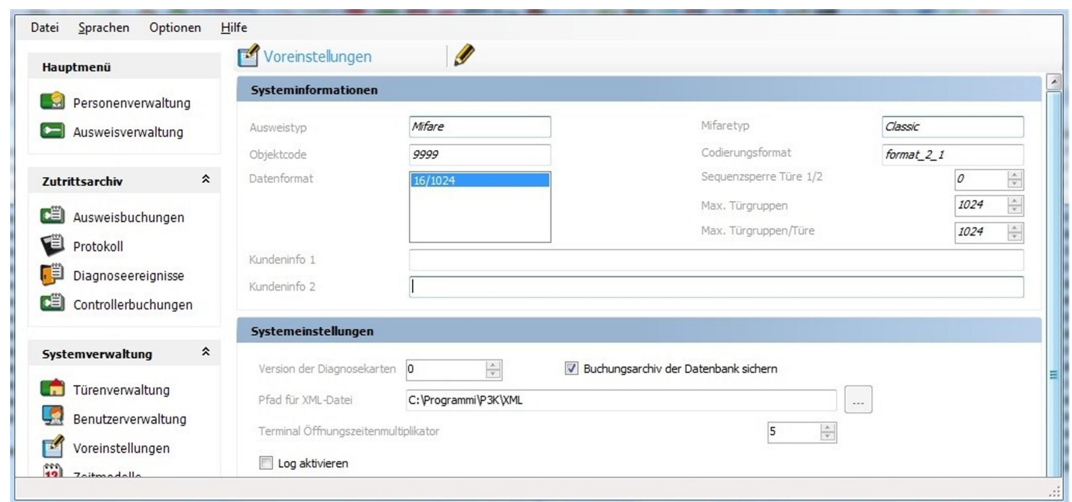 Datei Sprachen Optionen Hilfe
Hauptmenü
Personenverwaltung
Ausweisverwaltung
Zutrittsarchiv
Ausweisbuchungen
Protokoll
Diagnoseereignisse
Controllerbuchungen
Systemverwaltung
Türenverwaltung
Benutzerverwaltung
Voreinstellungen
Zeitmodelle
Voreinstellungen
Systeminformationen
Ausweistyp Mifare Mifaretyp Classic
Objektcode 9999 Codierungsformat format_2_1
Datenformat 16/1024 Sequenzsperre Türe 1/2 0
Max. Türgruppen 1024
Max. Türgruppen/Türe 1024
Kundeninfo 1
Kundeninfo 2
Systemeinstellungen
Version der Diagnosekarten 0 Buchungsarchiv der Datenbank sichern
Pfad für XML-Datei C:\Programmi\P3K\XML ...
Terminal Öffnungszeitenmultiplikator 5
Log aktivieren